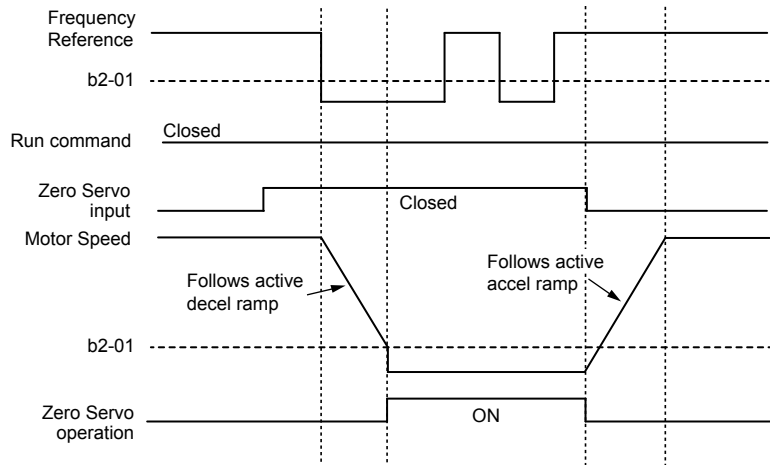 Frequency
Reference
b2-01
Run command
Closed
Zero Servo
input
Closed
Motor Speed
Follows active
decel ramp
Follows active
accel ramp
b2-01
Zero Servo
operation
ON